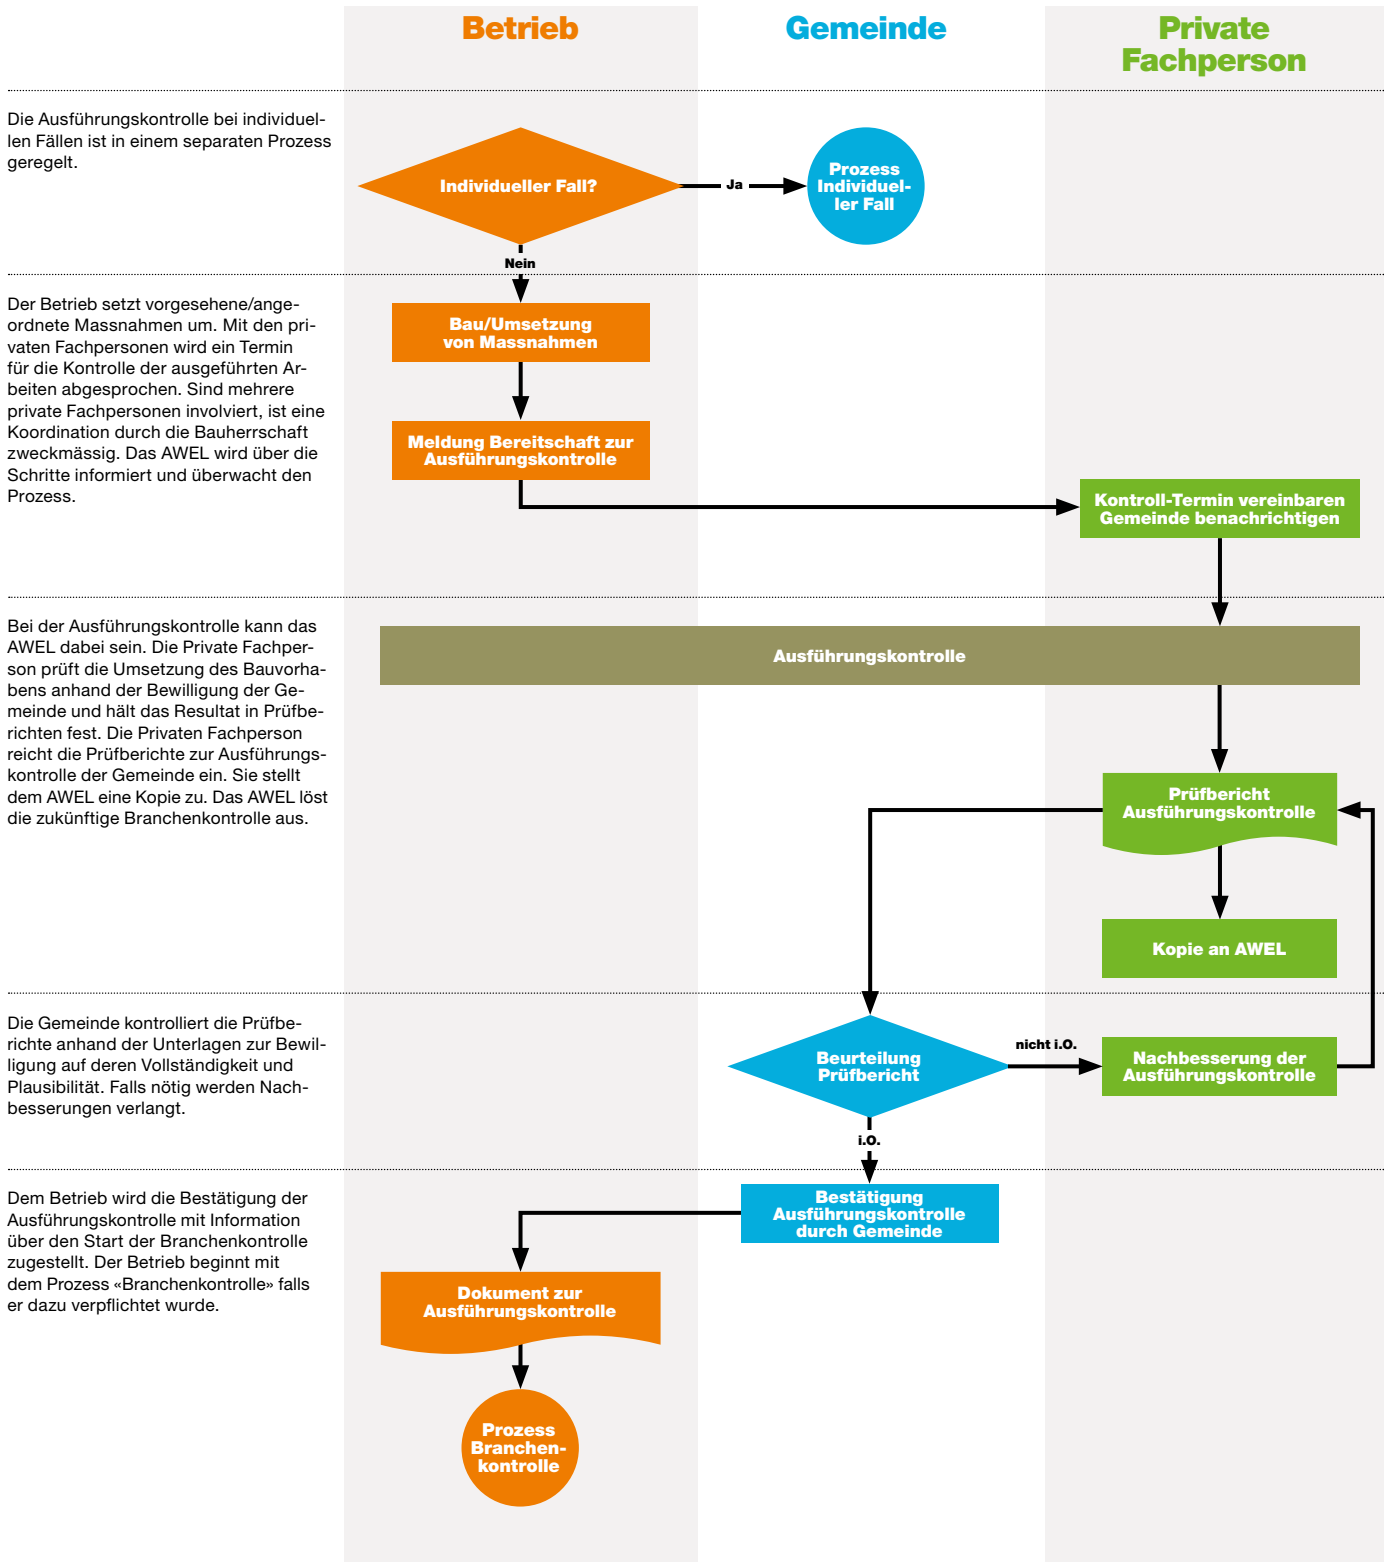 Betrieb
Gemeinde
Private
Fachperson
Die Ausführungskontrolle bei individuel-
len Fällen ist in einem separaten Prozess
geregelt.
Individueller Fall?
Ja
Prozess
Individuel-
ler Fall
Nein
Der Betrieb setzt vorgesehene/ange-
ordnete Massnahmen um. Mit den pri-
vaten Fachpersonen wird ein Termin
für die Kontrolle der ausgeführten Ar-
beiten abgesprochen. Sind mehrere
private Fachpersonen involviert, ist eine
Koordination durch die Bauherrschaft
zweckmässig. Das AWEL wird über die
Schritte informiert und überwacht den
Prozess.
Bau/Umsetzung
von Massnahmen
Meldung Bereitschaft zur
Ausführungskontrolle
Kontroll-Termin vereinbaren
Gemeinde benachrichtigen
Bei der Ausführungskontrolle kann das
AWEL dabei sein. Die Private Fachper-
son prüft die Umsetzung des Bauvorha-
bens anhand der Bewilligung der Ge-
meinde und hält das Resultat in Prüfbe-
richten fest. Die Privaten Fachperson
reicht die Prüfberichte zur Ausführungs-
kontrolle der Gemeinde ein. Sie stellt
dem AWEL eine Kopie zu. Das AWEL löst
die zukünftige Branchenkontrolle aus.
Ausführungskontrolle
Prüfbericht
Ausführungskontrolle
Kopie an AWEL
Die Gemeinde kontrolliert die Prüfbe-
richte anhand der Unterlagen zur Bewil-
ligung auf deren Vollständigkeit und
Plausibilität. Falls nötig werden Nach-
besserungen verlangt.
Beurteilung
Prüfbericht
nicht i.O.
Nachbesserung der
Ausführungskontrolle
i.O.
Dem Betrieb wird die Bestätigung der
Ausführungskontrolle mit Information
über den Start der Branchenkontrolle
zugestellt. Der Betrieb beginnt mit
dem Prozess «Branchenkontrolle» falls
er dazu verpflichtet wurde.
Bestätigung
Ausführungskontrolle
durch Gemeinde
Dokument zur
Ausführungskontrolle
Prozess
Branchen-
kontrolle